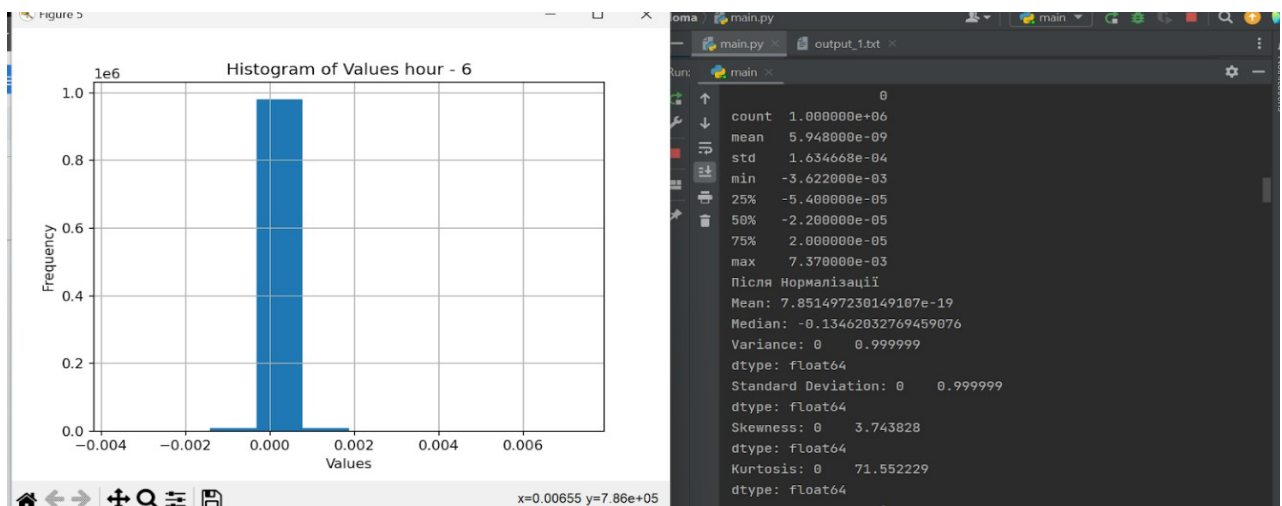 Figure 5
Histogram of Values hour - 6
1e6
1.0
0.8
0.6
0.4
0.2
0.0
Frequency
−0.004 −0.002 0.000 0.002 0.004 0.006
Values
x=0.00655 y=7.86e+05
main.py
main
main.py
output_1.txt
Run:
main
0
count 1.000000e+06
mean 5.948000e-09
std 1.634668e-04
min -3.622000e-03
25% -5.400000e-05
50% -2.200000e-05
75% 2.000000e-05
max 7.370000e-03
Після Нормалізації
Mean: 7.851497230149107e-19
Median: -0.13462032769459076
Variance: 0 0.999999
dtype: float64
Standard Deviation: 0 0.999999
dtype: float64
Skewness: 0 3.743828
dtype: float64
Kurtosis: 0 71.552229
dtype: float64